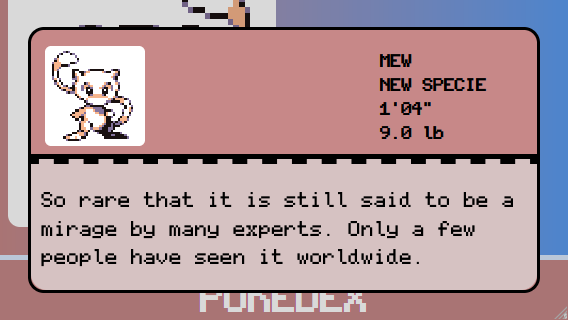 MEW
NEW SPECIE
1'04"
9.0 lb
So rare that it is still said to be a
mirage by many experts. Only a few
people have seen it worldwide.
POKEDEX